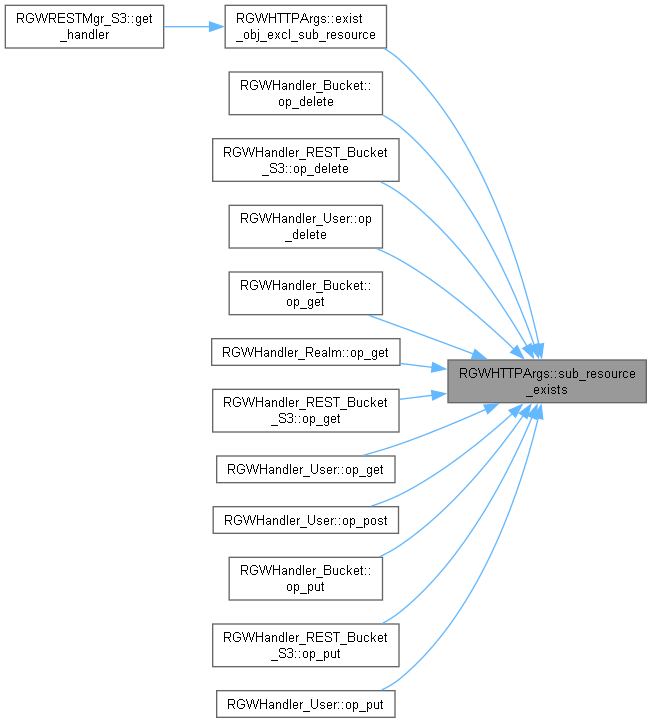 RGWRESTMgr_S3::get
_handler
RGWHTTPArgs::exist
_obj_excl_sub_resource
RGWHandler_Bucket::
op_delete
RGWHandler_REST_Bucket
_S3::op_delete
RGWHandler_User::op
_delete
RGWHandler_Bucket::
op_get
RGWHandler_Realm::op_get
RGWHTTPArgs::sub_resource
_exists
RGWHandler_REST_Bucket
_S3::op_get
RGWHandler_User::op_get
RGWHandler_User::op_post
RGWHandler_Bucket::
op_put
RGWHandler_REST_Bucket
_S3::op_put
RGWHandler_User::op_put